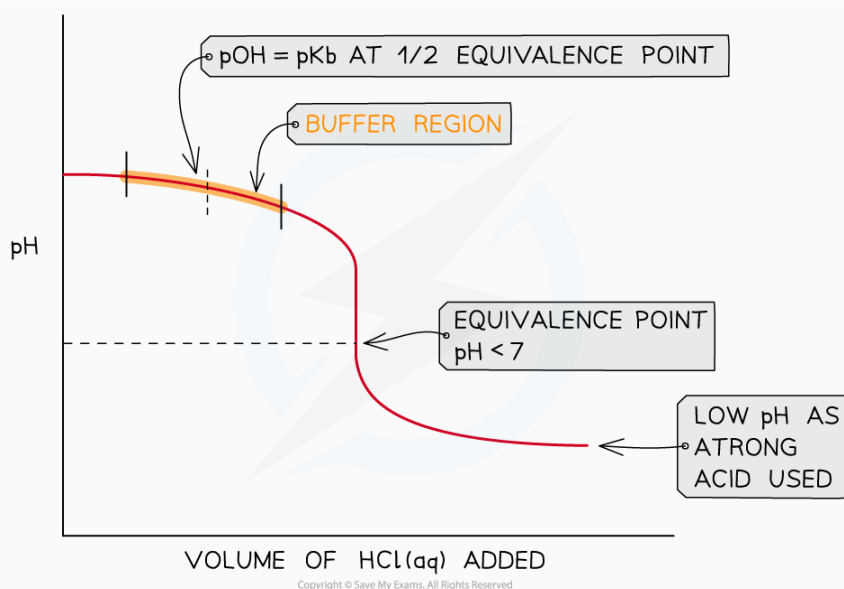 pOH = pKb AT 1/2 EQUIVALENCE POINT
BUFFER REGION
pH
EQUIVALENCE POINT
pH < 7
LOW pH AS
ATRONG
ACID USED
VOLUME OF HCl(aq) ADDED
Copyright © Save My Exams. All Rights Reserved